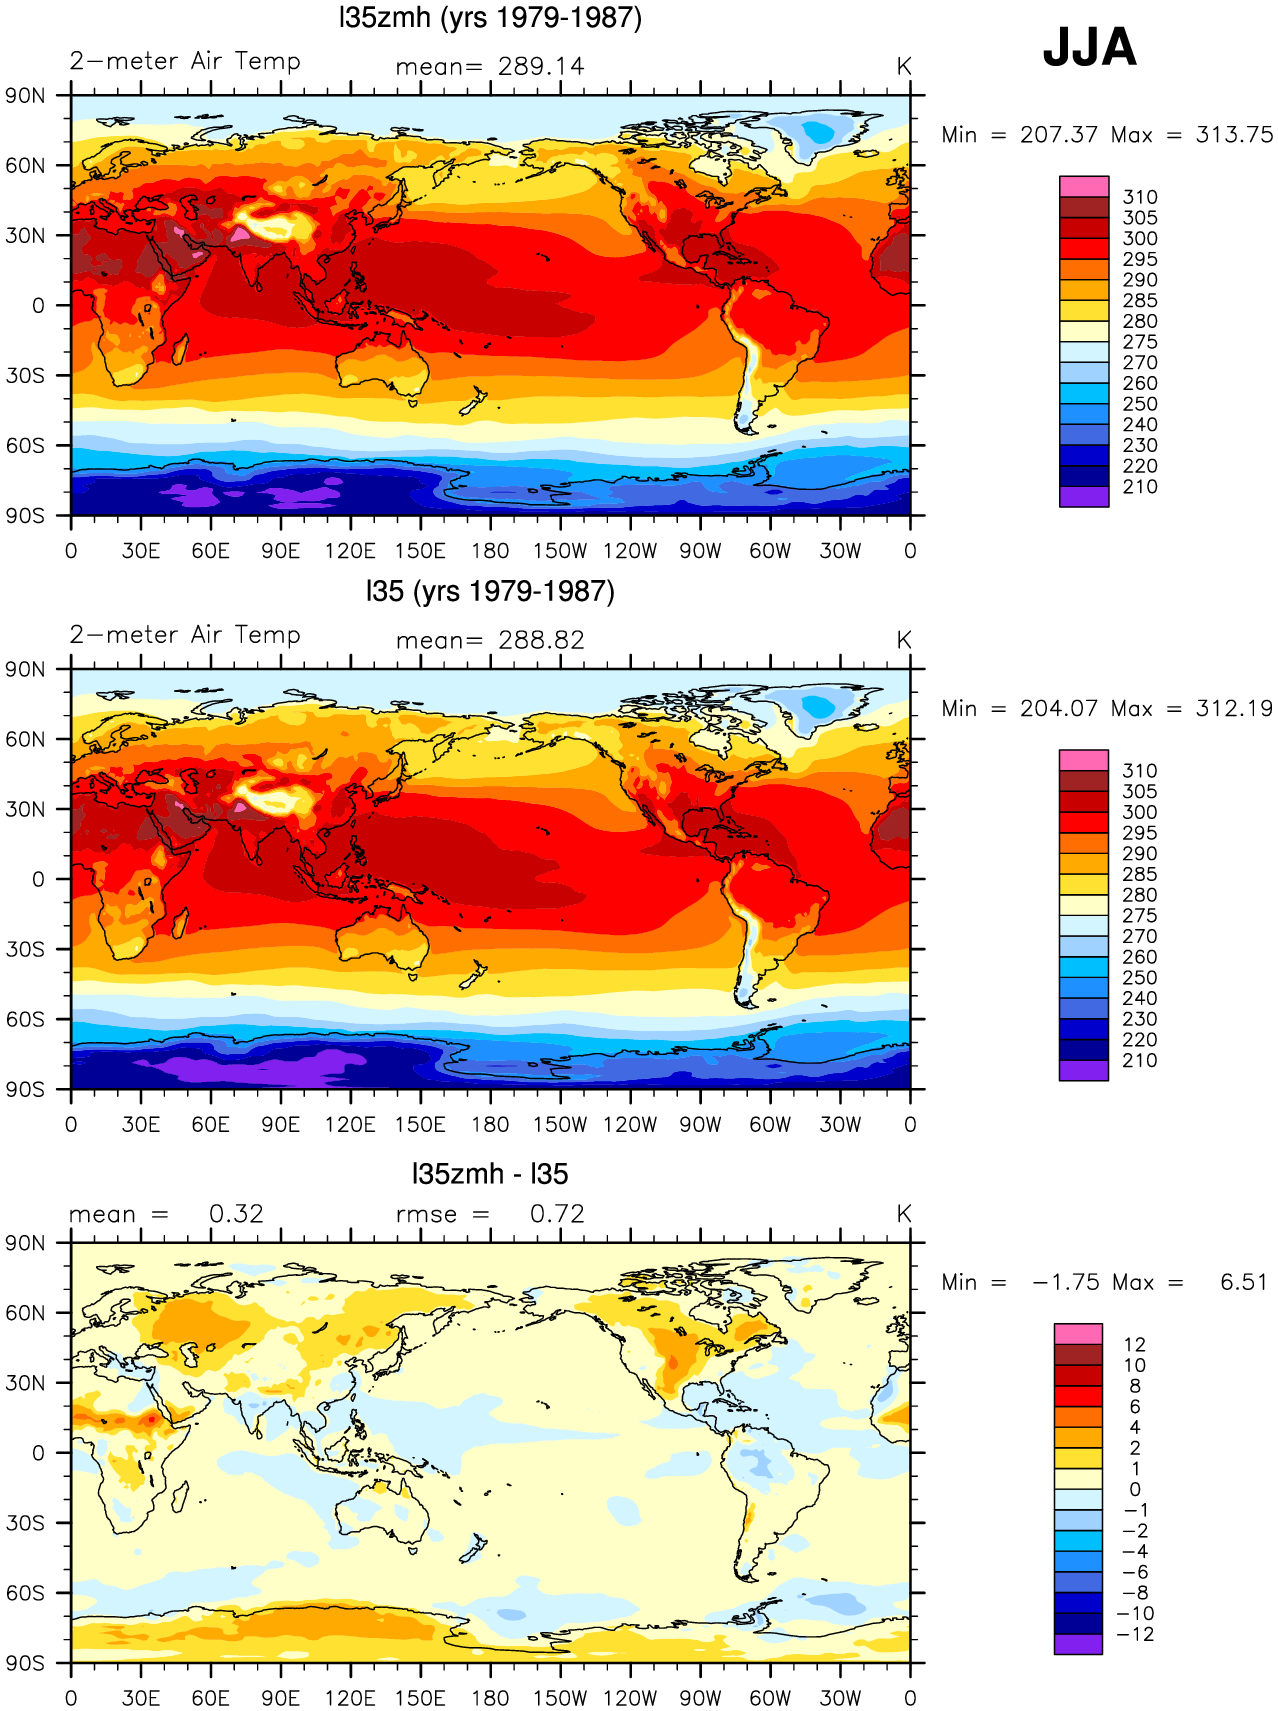 l35zmh (yrs 1979-1987)
JJA
2-meter Air Temp mean= 289.14 K
Min = 207.37 Max = 313.75
90N
60N
30N
0
30S
60S
90S
0 30E 60E 90E 120E 150E 180 150W 120W 90W 60W 30W 0
310
305
300
295
290
285
280
275
270
260
250
240
230
220
210
l35 (yrs 1979-1987)
2-meter Air Temp mean= 288.82 K
Min = 204.07 Max = 312.19
90N
60N
30N
0
30S
60S
90S
0 30E 60E 90E 120E 150E 180 150W 120W 90W 60W 30W 0
310
305
300
295
290
285
280
275
270
260
250
240
230
220
210
l35zmh - l35
mean = 0.32 rmse = 0.72 K
Min = -1.75 Max = 6.51
90N
60N
30N
0
30S
60S
90S
0 30E 60E 90E 120E 150E 180 150W 120W 90W 60W 30W 0
12
10
8
6
4
2
1
0
-1
-2
-4
-6
-8
-10
-12